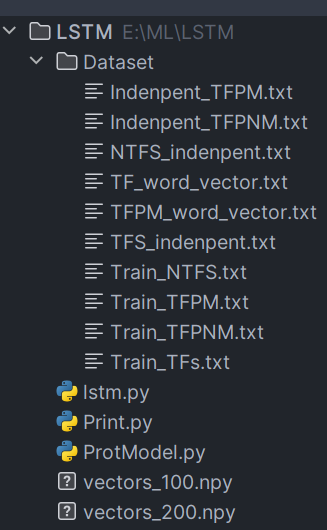 LSTM E:\ML\LSTM
Dataset
Indenpent_TFPM.txt
Indenpent_TFPNM.txt
NTFS_indenpent.txt
TF_word_vector.txt
TFPM_word_vector.txt
TFS_indenpent.txt
Train_NTFS.txt
Train_TFPM.txt
Train_TFPNM.txt
Train_TFs.txt
lstm.py
Print.py
ProtModel.py
vectors_100.npy
vectors_200.npy